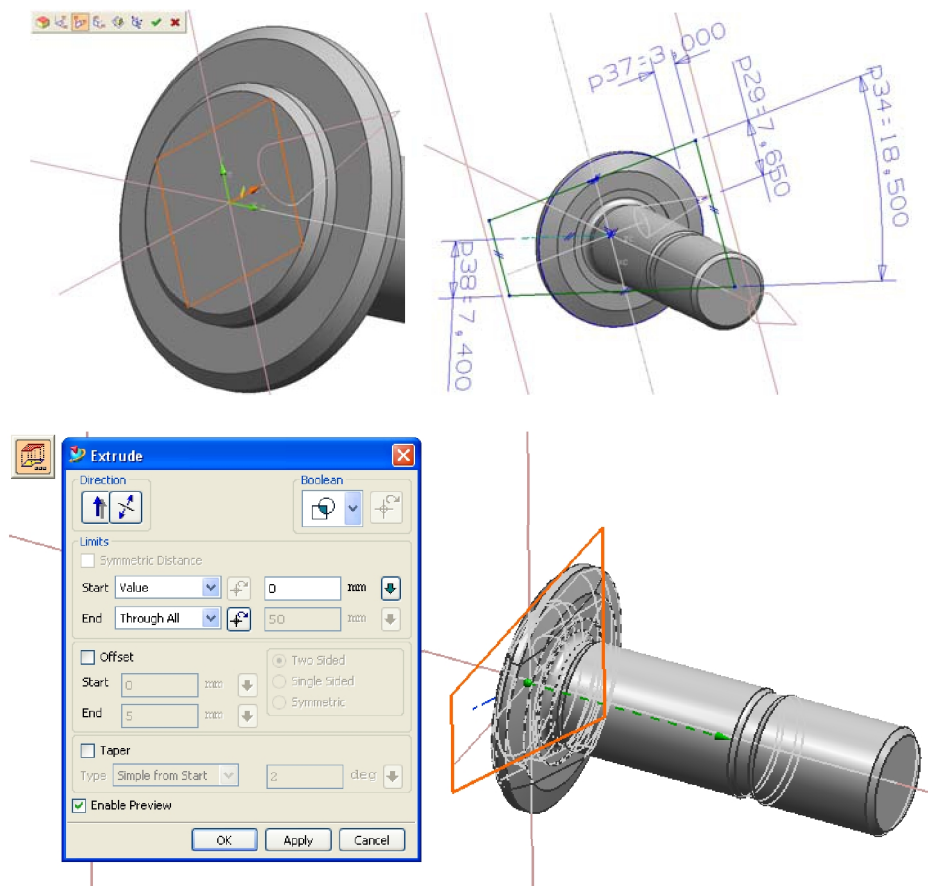 p37=3,000
p29=7,650
p34=18,500
p38=7,400
Extrude
Direction
Boolean
Limits
Symmetric Distance
Start Value 0 mm
End Through All 50 mm
Offset
Two Sided
Start 0 mm
Single Sided
End 5 mm
Symmetric
Taper
Type Simple from Start 2 deg
Enable Preview
OK Apply Cancel